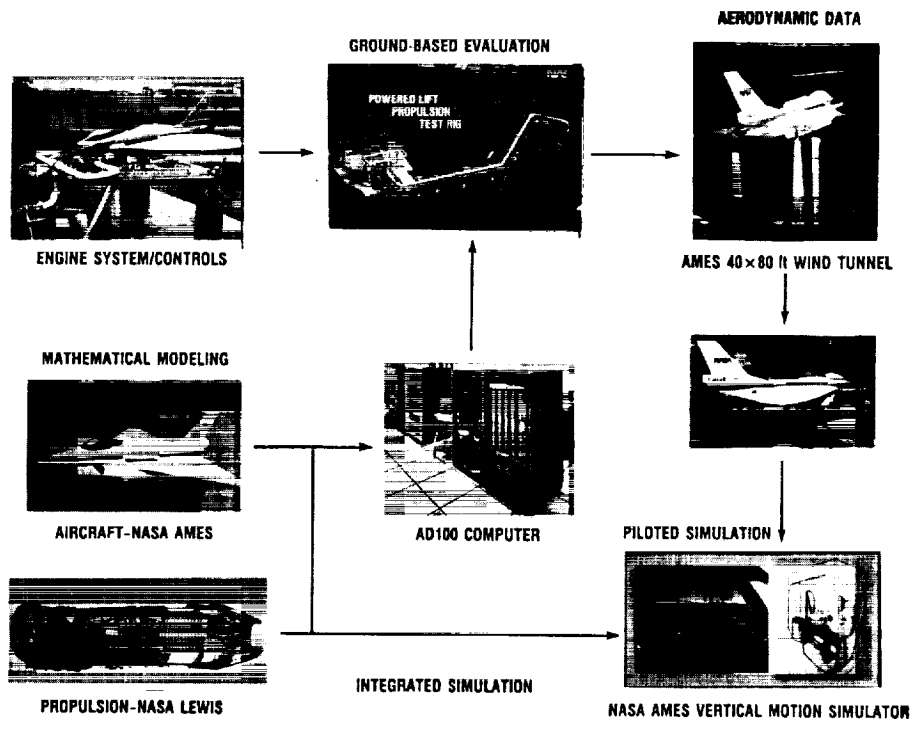 AERODYNAMIC DATA
GROUND-BASED EVALUATION
POWERED LIFT
PROPULSION
TEST RIG
ENGINE SYSTEM/CONTROLS
AMES 40×80 ft WIND TUNNEL
MATHEMATICAL MODELING
AIRCRAFT-NASA AMES
AD100 COMPUTER
PILOTED SIMULATION
INTEGRATED SIMULATION
PROPULSION-NASA LEWIS
NASA AMES VERTICAL MOTION SIMULATOR